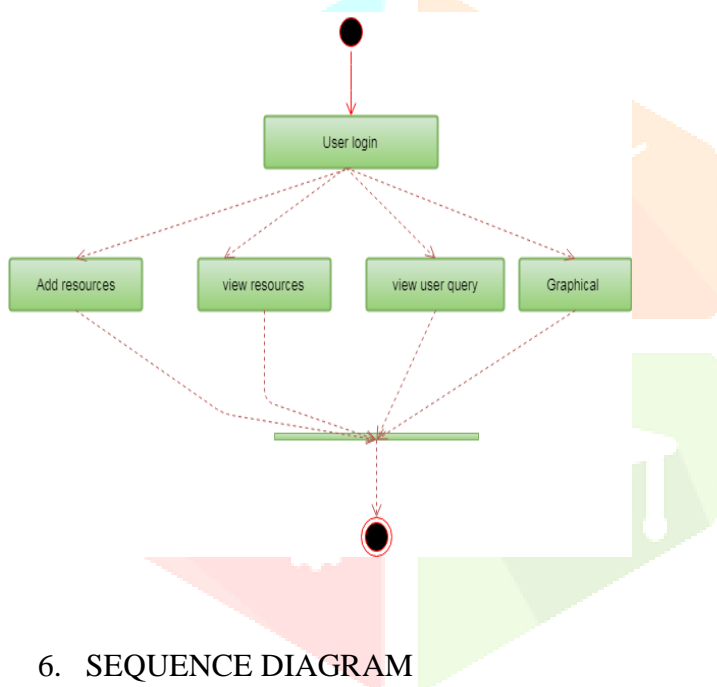 User login
Add resources
view resources
view user query
Graphical
6. SEQUENCE DIAGRAM